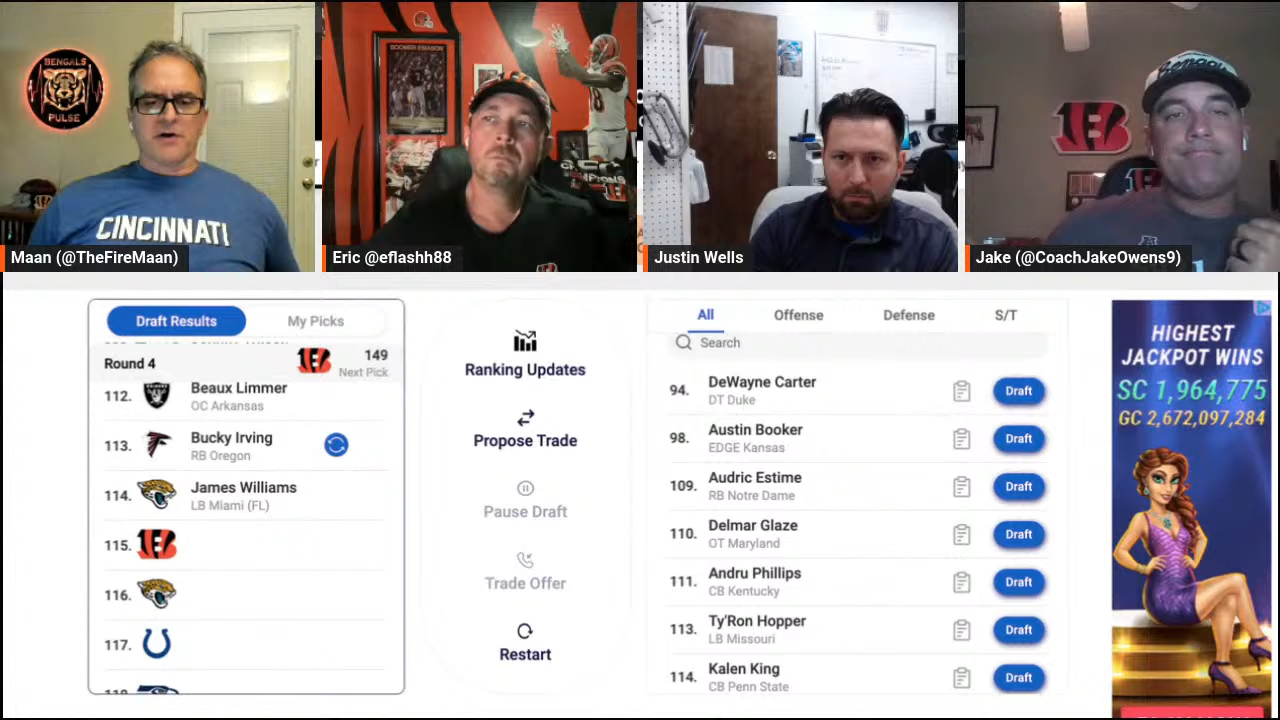 BENGALS
PULSE
CINCINNATI
BOOMER ESIASON
Maan (@TheFireMaan)
Eric @eflashh88
Justin Wells
Jake (@CoachJakeOwens9)
Draft Results
My Picks
Round 4
149
Next Pick
112.
Beaux Limmer
OC Arkansas
113.
Bucky Irving
RB Oregon
114.
James Williams
LB Miami (FL)
115.
116.
117.
118.
Ranking Updates
Propose Trade
Pause Draft
Trade Offer
Restart
All
Offense
Defense
S/T
Search
94.
DeWayne Carter
DT Duke
Draft
98.
Austin Booker
EDGE Kansas
Draft
109.
Audric Estime
RB Notre Dame
Draft
110.
Delmar Glaze
OT Maryland
Draft
111.
Andru Phillips
CB Kentucky
Draft
113.
Ty'Ron Hopper
LB Missouri
Draft
114.
Kalen King
CB Penn State
Draft
HIGHEST
JACKPOT WINS
SC 1,964,775
GC 2,672,097,284